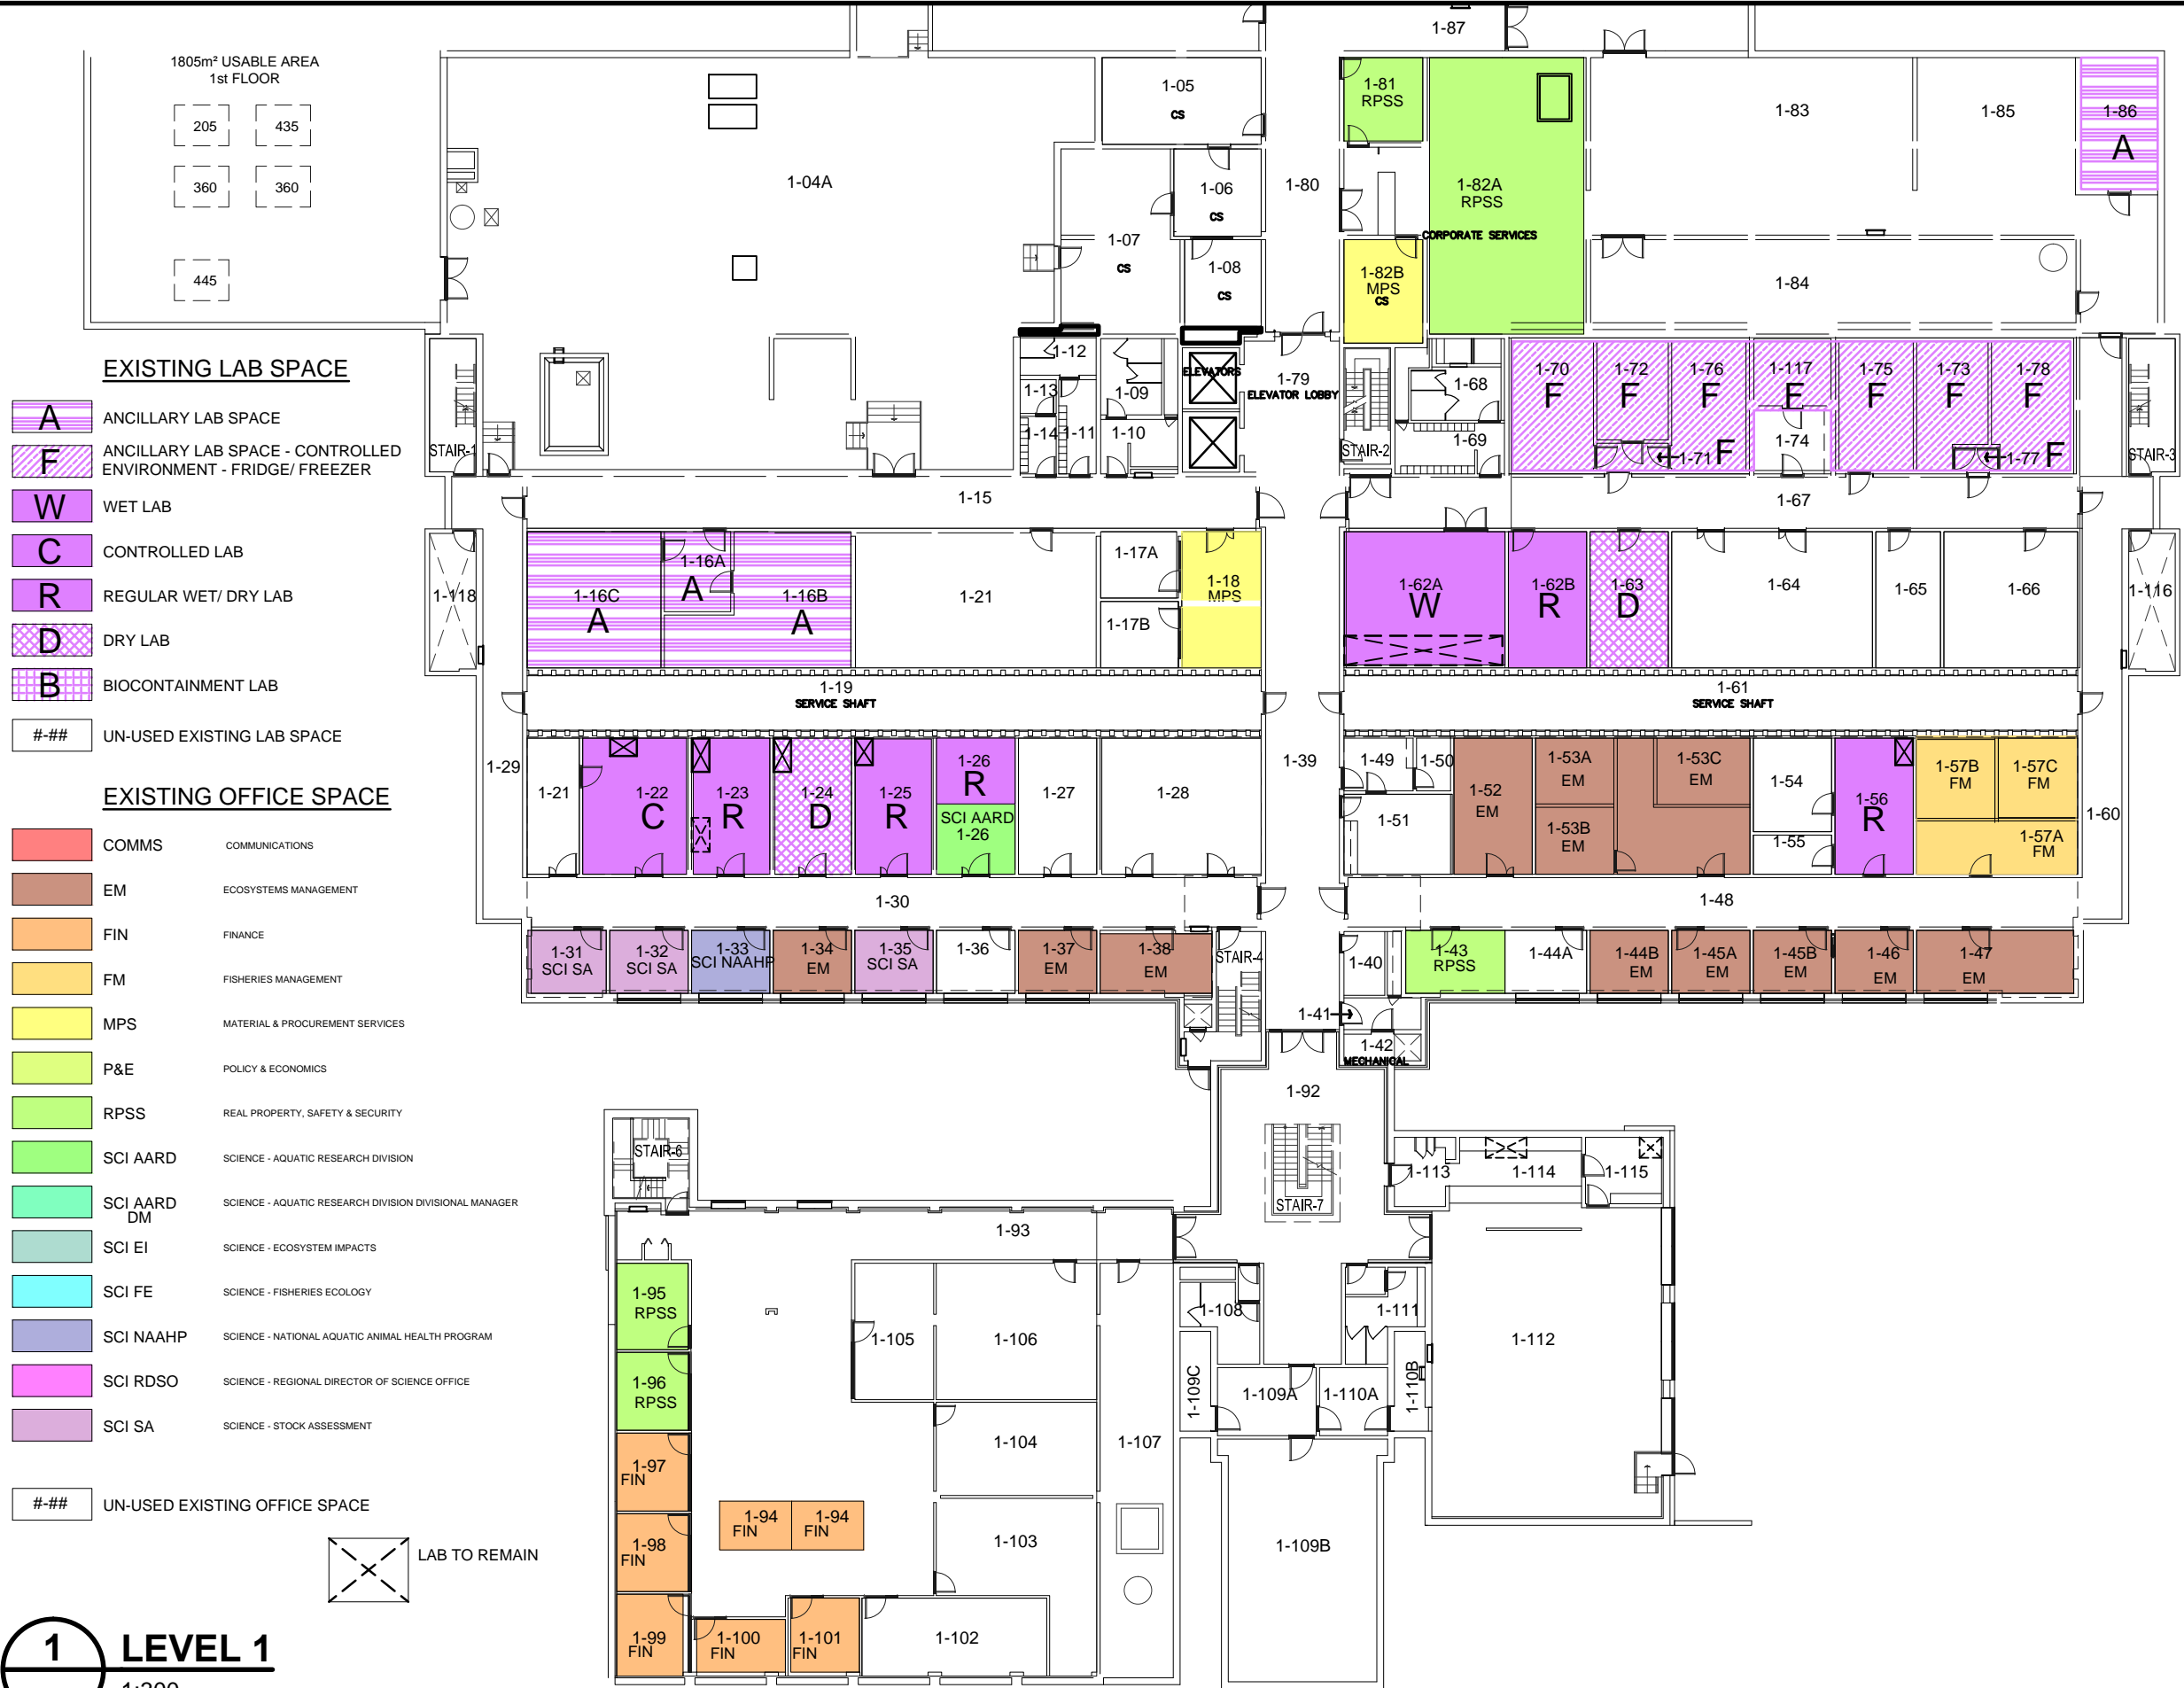 1805m² USABLE AREA
1st FLOOR
205
435
360
360
445
EXISTING LAB SPACE
A ANCILLARY LAB SPACE
F ANCILLARY LAB SPACE - CONTROLLED
ENVIRONMENT - FRIDGE/ FREEZER
W WET LAB
C CONTROLLED LAB
R REGULAR WET/ DRY LAB
D DRY LAB
B BIOCONTAINMENT LAB
#-## UN-USED EXISTING LAB SPACE
EXISTING OFFICE SPACE
COMMS COMMUNICATIONS
EM ECOSYSTEMS MANAGEMENT
FIN FINANCE
FM FISHERIES MANAGEMENT
MPS MATERIAL & PROCUREMENT SERVICES
P&E POLICY & ECONOMICS
RPSS REAL PROPERTY, SAFETY & SECURITY
SCI AARD SCIENCE - AQUATIC RESEARCH DIVISION
SCI AARD SCIENCE - AQUATIC RESEARCH DIVISION DIVISIONAL MANAGER
DM
SCI EI SCIENCE - ECOSYSTEM IMPACTS
SCI FE SCIENCE - FISHERIES ECOLOGY
SCI NAAHP SCIENCE - NATIONAL AQUATIC ANIMAL HEALTH PROGRAM
SCI RDSO SCIENCE - REGIONAL DIRECTOR OF SCIENCE OFFICE
SCI SA SCIENCE - STOCK ASSESSMENT
#-## UN-USED EXISTING OFFICE SPACE
LAB TO REMAIN
1 LEVEL 1
1-87
1-04A
1-05
CS
1-06
CS
1-07
CS
1-08
CS
1-80
1-81
RPSS
1-82A
RPSS
CORPORATE SERVICES
1-82B
MPS
CS
1-83
1-85
1-86
A
1-84
STAIR-1
1-12
1-13
1-14
1-11
1-09
1-10
ELEVATORS
1-79
ELEVATOR LOBBY
STAIR-2
1-68
1-69
1-70
F
1-72
F
1-76
F
1-117
F
1-75
F
1-73
F
1-78
F
1-74
1-71
F
1-77
F
STAIR-3
1-15
1-67
1-118
1-16C
A
1-16A
A
1-16B
A
1-21
1-17A
1-17B
1-18
MPS
1-62A
W
1-62B
R
1-63
D
1-64
1-65
1-66
1-116
1-19
SERVICE SHAFT
1-61
SERVICE SHAFT
1-29
1-21
1-22
C
1-23
R
1-24
D
1-25
R
1-26
R
SCI AARD
1-26
1-27
1-28
1-39
1-49
1-50
1-51
1-52
EM
1-53A
EM
1-53B
EM
1-53C
EM
1-54
1-55
1-56
R
1-57B
FM
1-57C
FM
1-57A
FM
1-60
1-30
1-48
1-31
SCI SA
1-32
SCI SA
1-33
SCI NAAHP
1-34
EM
1-35
SCI SA
1-36
1-37
EM
1-38
EM
STAIR-4
1-40
1-41
1-42
MECHANICAL
1-43
RPSS
1-44A
1-44B
EM
1-45A
EM
1-45B
EM
1-46
EM
1-47
EM
1-92
STAIR-6
STAIR-7
1-113
1-114
1-115
1-93
1-95
RPSS
1-96
RPSS
1-97
FIN
1-98
FIN
1-99
FIN
1-100
FIN
1-101
FIN
1-94
FIN
1-94
FIN
1-102
1-103
1-104
1-105
1-106
1-107
1-108
1-109C
1-109A
1-110A
1-110B
1-111
1-109B
1-112